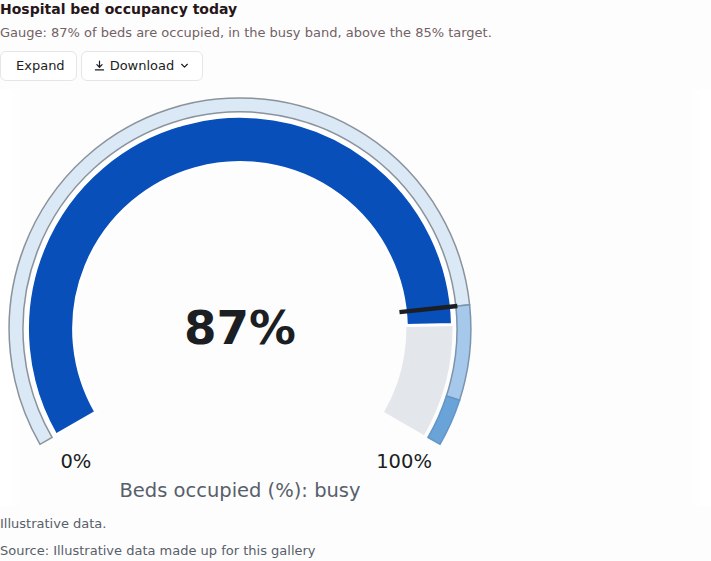 Hospital bed occupancy today
Gauge: 87% of beds are occupied, in the busy band, above the 85% target.
Expand
Download
87%
0%
100%
Beds occupied (%): busy
Illustrative data.
Source: Illustrative data made up for this gallery